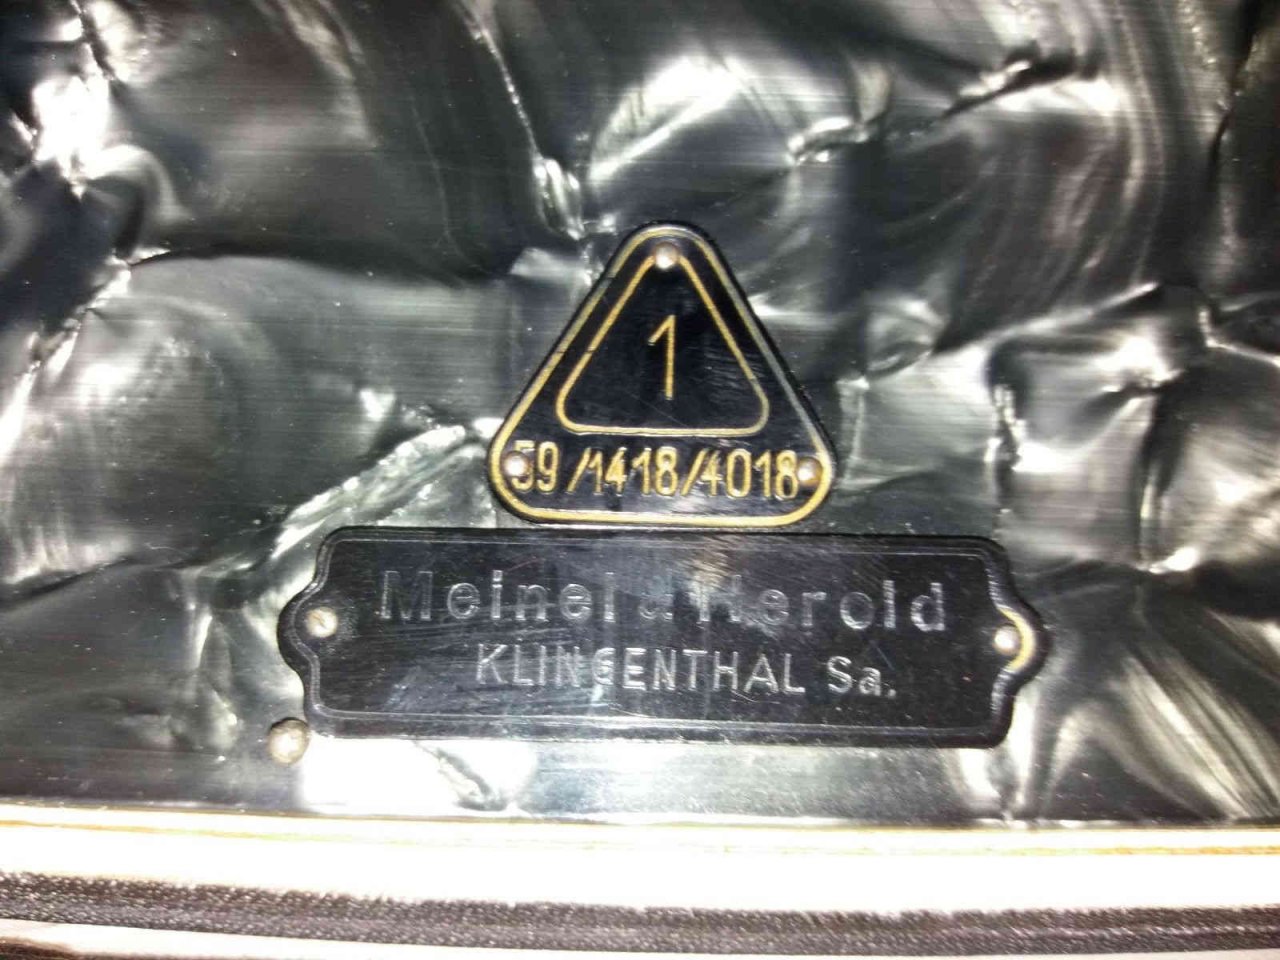 1
59/1418/4018
Meinel & Herold
KLINGENTHAL Sa.